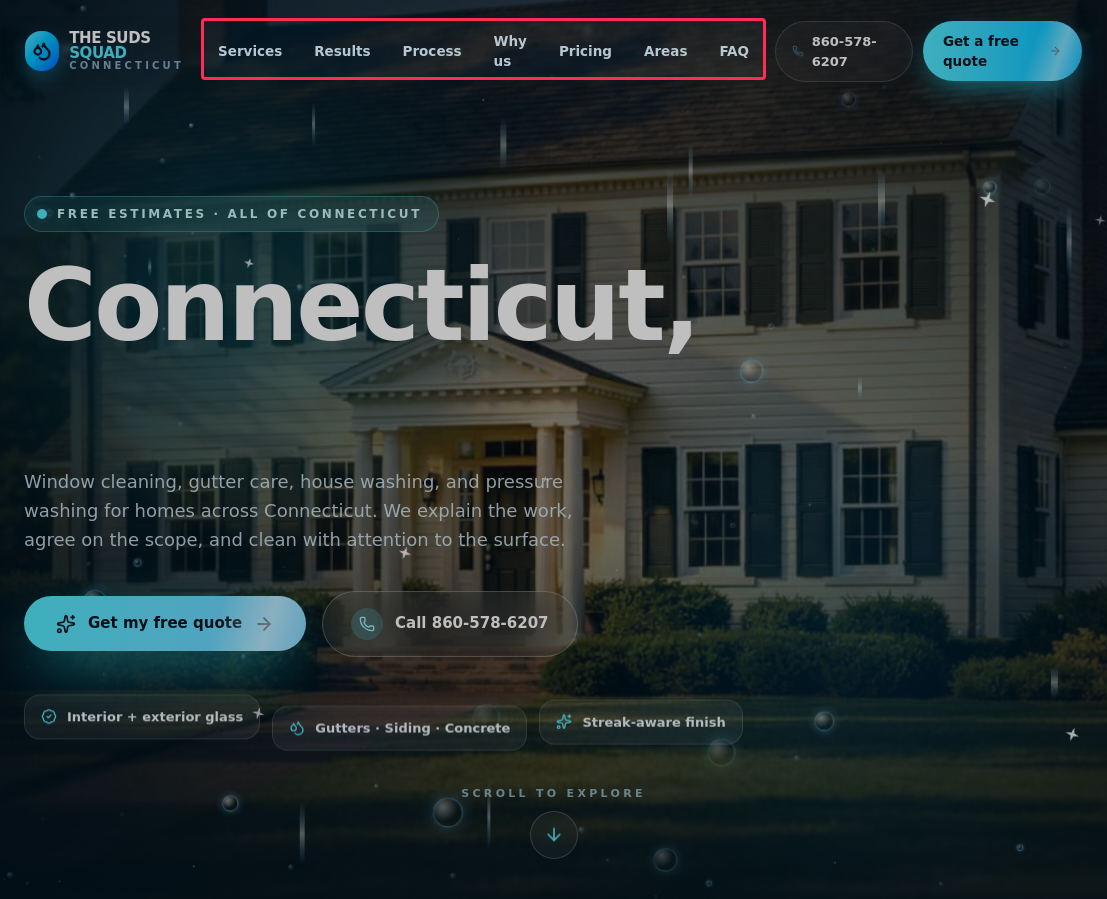 THE SUDS
SQUAD
CONNECTICUT
Services
Results
Process
Why
us
Pricing
Areas
FAQ
860-578-
6207
Get a free
quote
FREE ESTIMATES · ALL OF CONNECTICUT
Connecticut,
Window cleaning, gutter care, house washing, and pressure
washing for homes across Connecticut. We explain the work,
agree on the scope, and clean with attention to the surface.
Get my free quote
Call 860-578-6207
Interior + exterior glass
Gutters · Siding · Concrete
Streak-aware finish
SCROLL TO EXPLORE